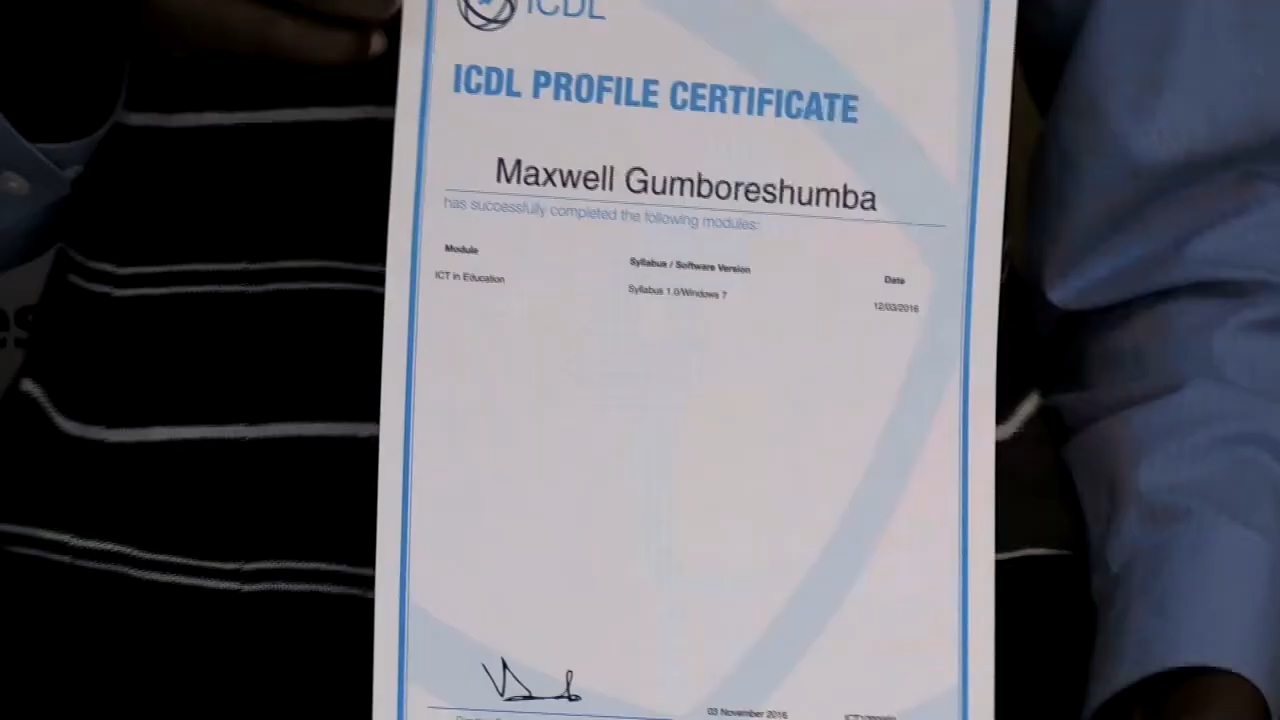 ICDL
ICDL PROFILE CERTIFICATE
Maxwell Gumboreshumba
has successfully completed the following modules:
Module Syllabus / Software Version Date
ICT in Education Syllabus 1.0/Windows 7 12/03/2016
03 November 2016